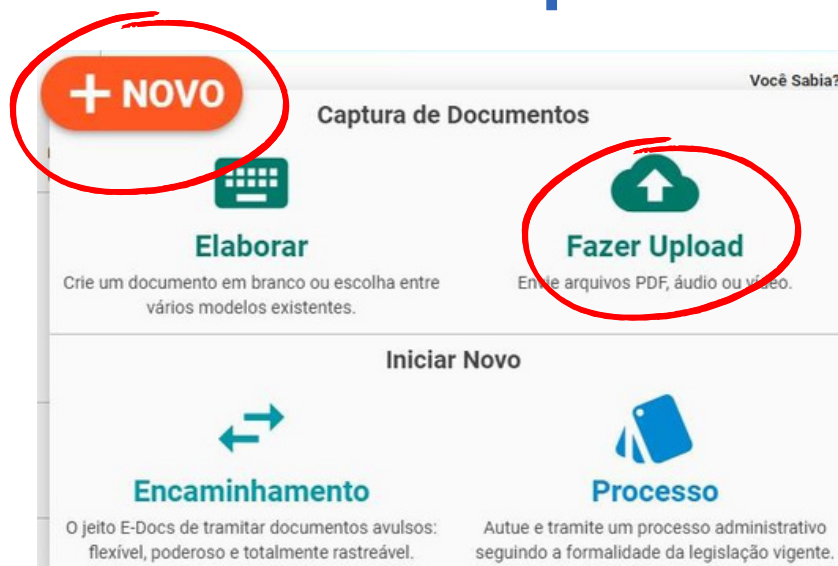 Você Sabia?
+ NOVO
Captura de Documentos
Elaborar
Crie um documento em branco ou escolha entre
vários modelos existentes.
Fazer Upload
Envie arquivos PDF, áudio ou vídeo.
Iniciar Novo
Encaminhamento
O jeito E-Docs de tramitar documentos avulsos:
flexível, poderoso e totalmente rastreável.
Processo
Autue e tramite um processo administrativo
seguindo a formalidade da legislação vigente.